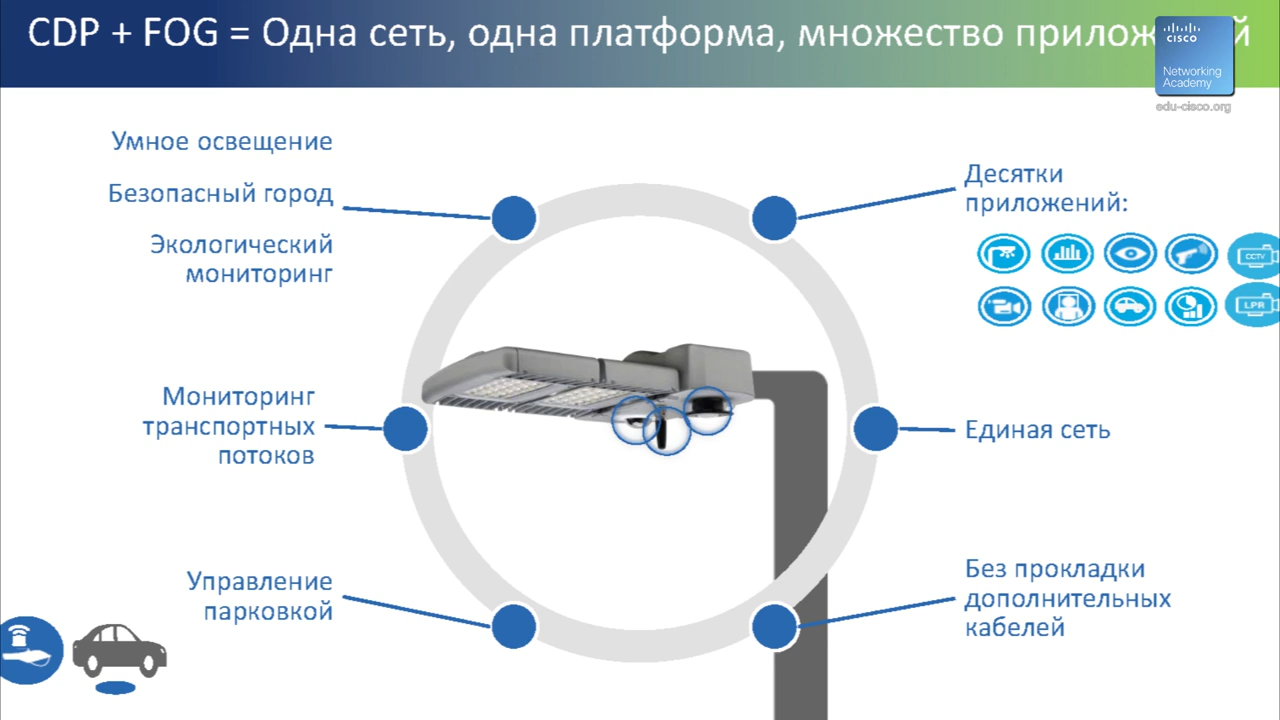 CDP + FOG = Одна сеть, одна платформа, множество
cisco
Networking
Academy
edu-cisco.org
Умное освещение
Безопасный город
Экологический
мониторинг
Десятки
приложений:
CCTV
LPR
Мониторинг
транспортных
потоков
Единая сеть
Управление
парковкой
Без прокладки
дополнительных
кабелей